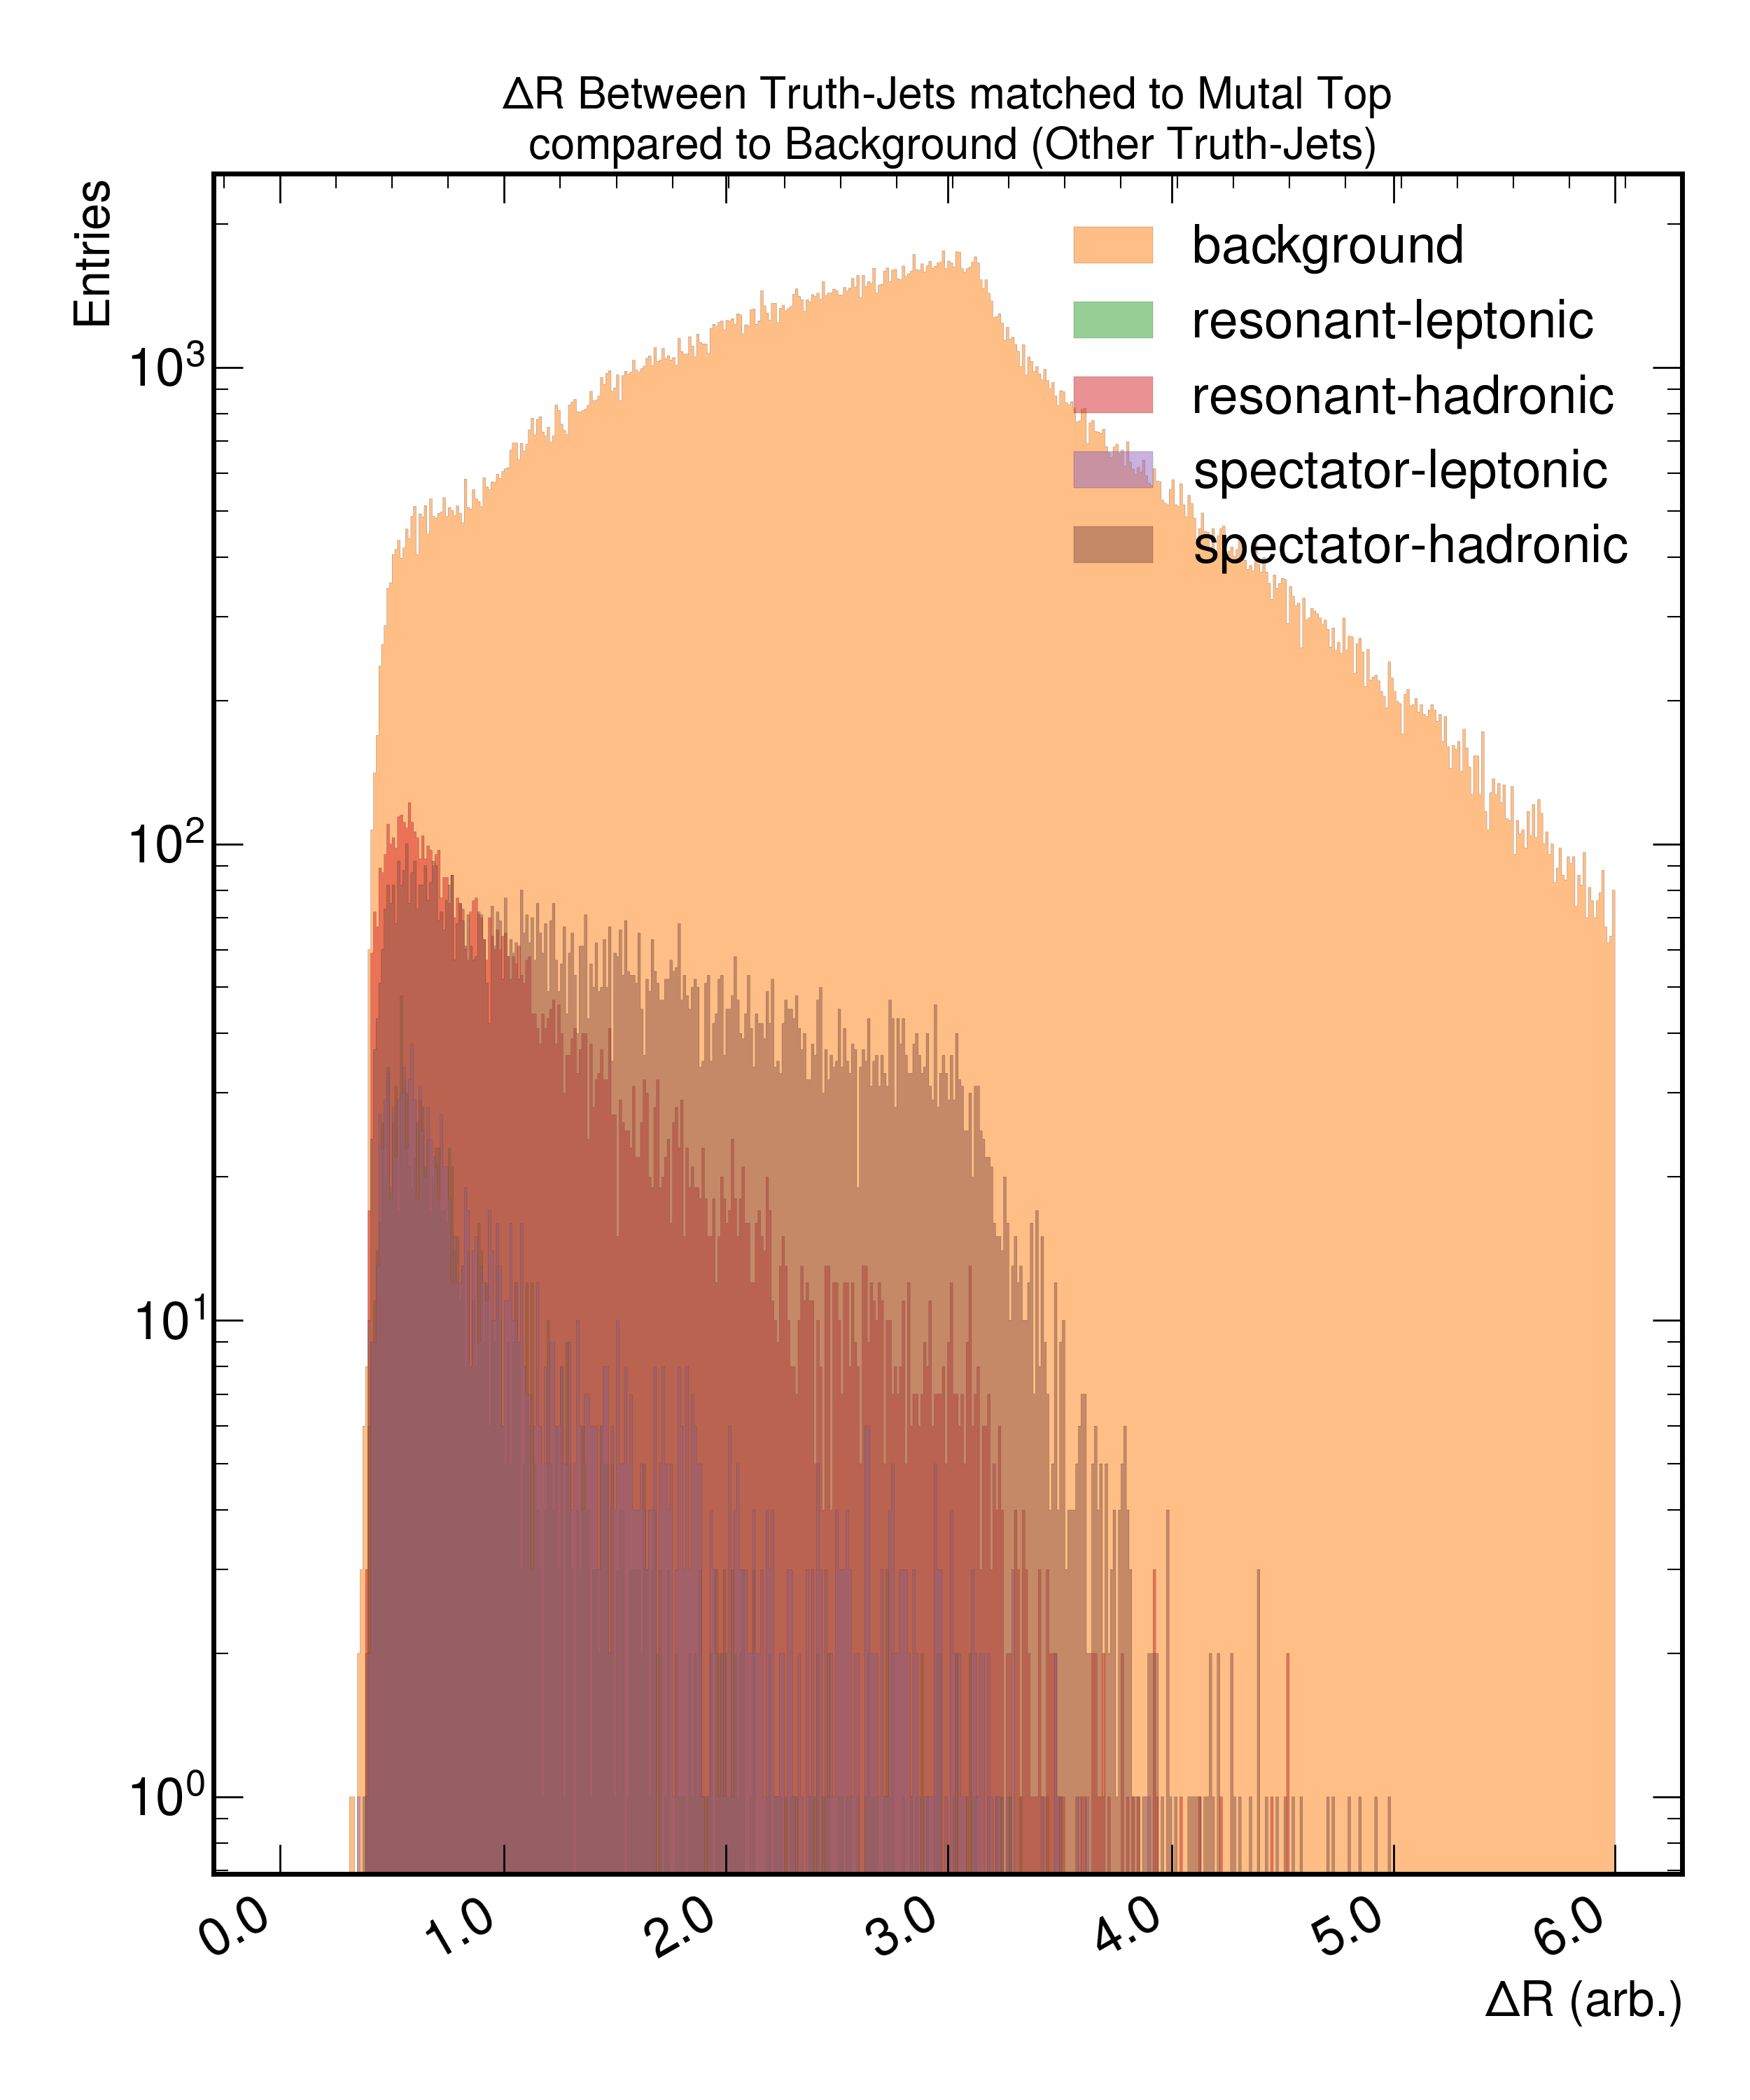 ΔR Between Truth-Jets matched to Mutal Top
compared to Background (Other Truth-Jets)
Entries
background
resonant-leptonic
resonant-hadronic
spectator-leptonic
spectator-hadronic
10³
10²
10¹
10⁰
0.0 1.0 2.0 3.0 4.0 5.0 6.0
ΔR (arb.)